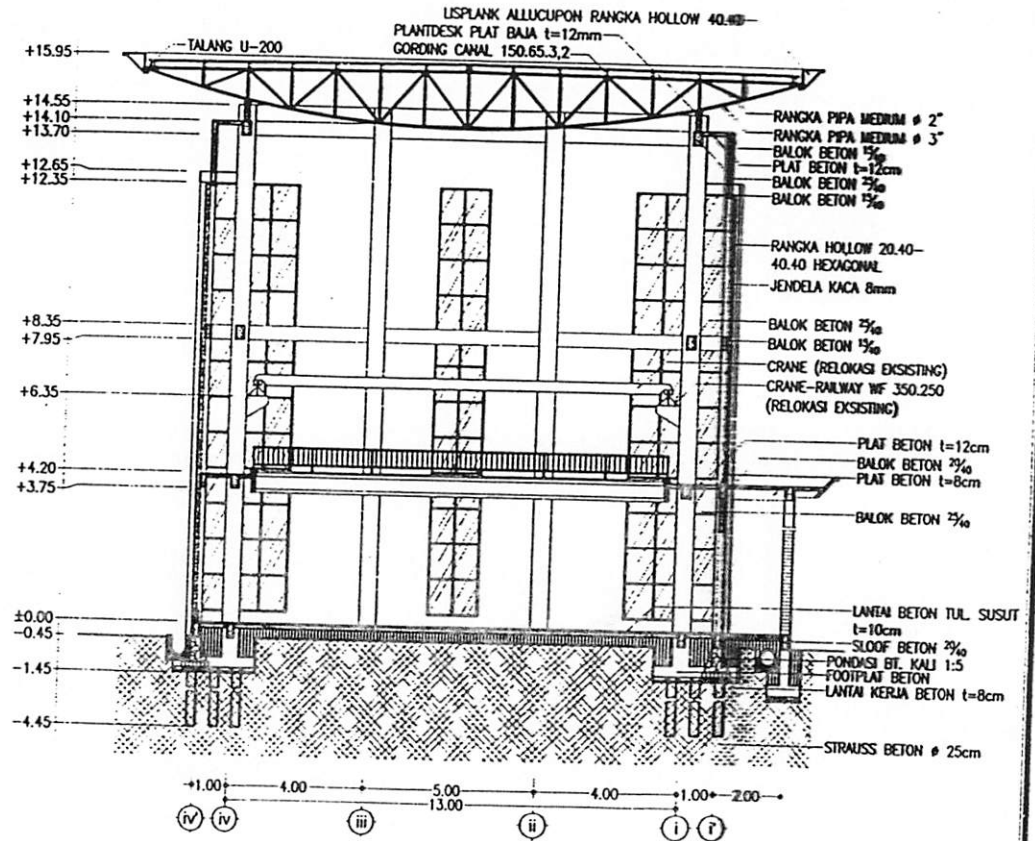 LISPLANK ALLUCUPON RANGKA HOLLOW 40.40
PLANTDESK PLAT BAJA t=12mm
GORDING CANAL 150.65.3,2
TALANG U-200
+15.95
+14.55
+14.10
+13.70
+12.65
+12.35
+8.35
+7.95
+6.35
+4.20
+3.75
±0.00
-0.45
-1.45
-4.45
RANGKA PIPA MEDIUM ø 2"
RANGKA PIPA MEDIUM ø 3"
BALOK BETON 15/40
PLAT BETON t=12cm
BALOK BETON 25/40
BALOK BETON 15/40
RANGKA HOLLOW 20.40-
40.40 HEXAGONAL
JENDELA KACA 8mm
BALOK BETON 25/40
BALOK BETON 15/40
CRANE (RELOKASI EKSISTING)
CRANE-RAILWAY WF 350.250
(RELOKASI EKSISTING)
PLAT BETON t=12cm
BALOK BETON 20/40
PLAT BETON t=8cm
BALOK BETON 25/40
LANTAI BETON TUL. SUSUT
t=10cm
SLOOF BETON 20/40
PONDASI BT. KALI 1:5
FOOTPLAT BETON
LANTAI KERJA BETON t=8cm
STRAUSS BETON ø 25cm
1.00 4.00 5.00 4.00 1.00 2.00
13.00
iv' iv iii ii i i'